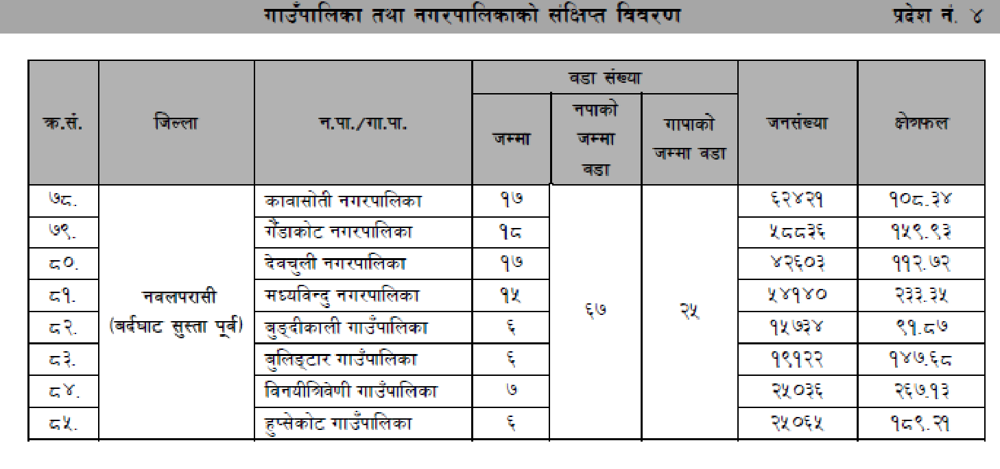 गाउँपालिका तथा नगरपालिकाको संक्षिप्त विवरण प्रदेश नं. ४
क्र.सं. जिल्ला न.पा./गा.पा. वडा संख्या जनसंख्या क्षेत्रफल
जम्मा नपाको जम्मा वडा गापाको जम्मा वडा
७८. कावासोती नगरपालिका १७ ६२४२१ १०८.३४
७९. गैंडाकोट नगरपालिका १८ ५८८३६ १५९.९३
८०. देवचुली नगरपालिका १७ ४२६०३ ११२.७२
८१. नवलपरासी मध्यविन्दु नगरपालिका १५ ५४१४० २३३.३५
६७ २५
८२. (बर्दघाट सुस्ता पूर्व) बुङ्दीकाली गाउँपालिका ६ १५७३४ ९१.८७
८३. बुलिङ्टार गाउँपालिका ६ १९१२२ १४७.६८
८४. विनयीत्रिवेणी गाउँपालिका ७ २५०३६ २६७.१३
८५. हुप्सेकोट गाउँपालिका ६ २५०६५ १८९.२१